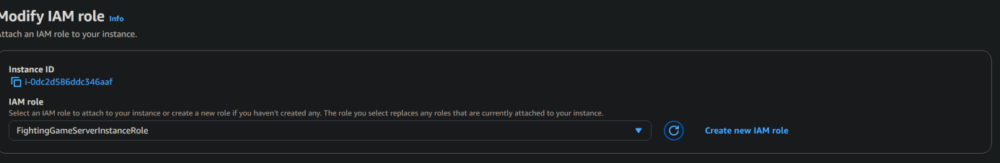 Modify IAM role Info
Attach an IAM role to your instance.
Instance ID
i-0dc2d586ddc346aaf
IAM role
Select an IAM role to attach to your instance or create a new role if you haven't created any. The role you select replaces any roles that are currently attached to your instance.
FightingGameServerInstanceRole
Create new IAM role